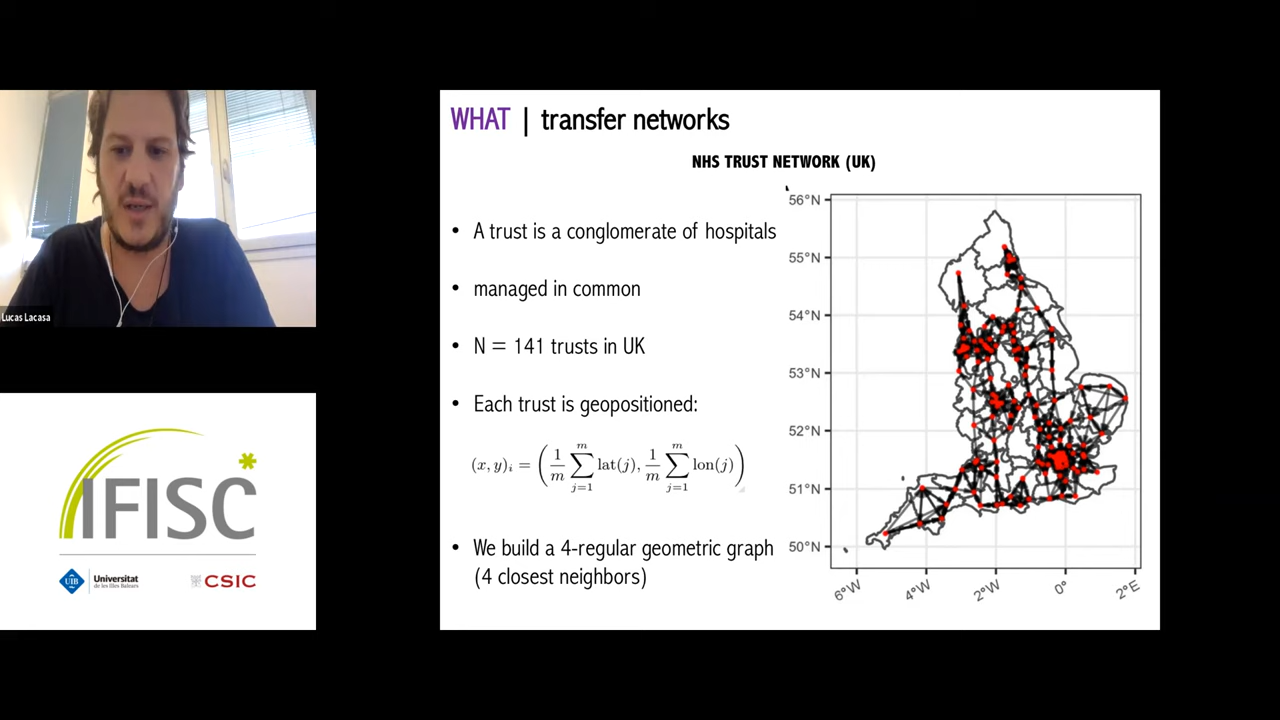 Lucas Lacasa
IFISC
UIB
Universitat
de les Illes Balears
CSIC
WHAT | transfer networks
NHS TRUST NETWORK (UK)
• A trust is a conglomerate of hospitals
• managed in common
• N = 141 trusts in UK
• Each trust is geopositioned:
(x, y)_i = ( 1/m ∑_{j=1}^{m} lat(j), 1/m ∑_{j=1}^{m} lon(j) )
• We build a 4-regular geometric graph
(4 closest neighbors)
56°N
55°N
54°N
53°N
52°N
51°N
50°N
6°W 4°W 2°W 0° 2°E